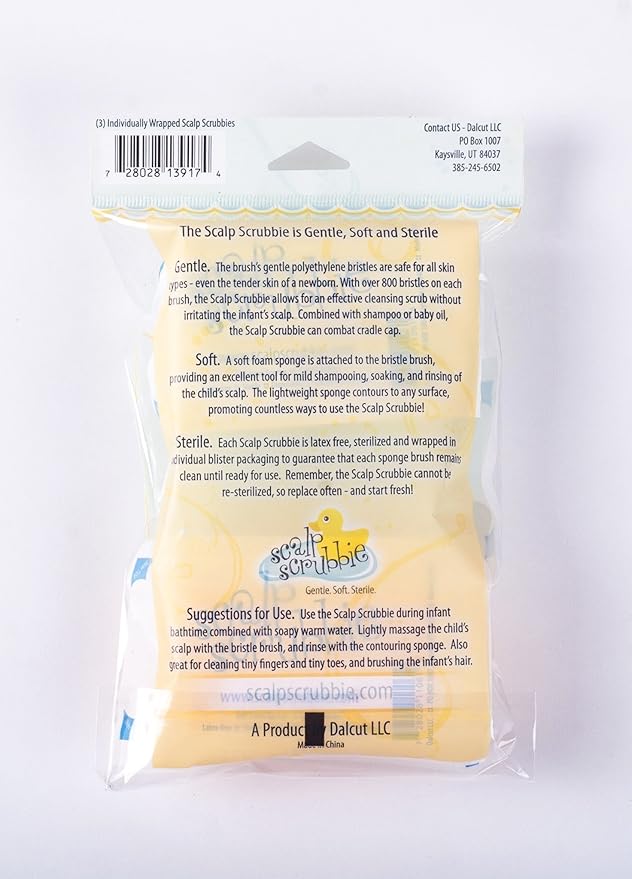 (3) Individually Wrapped Scalp Scrubbies
7 28028 13917 4
Contact US - Dalcut LLC
PO Box 1007
Kaysville, UT 84037
385-245-6502
The Scalp Scrubbie is Gentle, Soft and Sterile
Gentle. The brush's gentle polyethylene bristles are safe for all skin
types - even the tender skin of a newborn. With over 800 bristles on each
brush, the Scalp Scrubbie allows for an effective cleansing scrub without
irritating the infant's scalp. Combined with shampoo or baby oil,
the Scalp Scrubbie can combat cradle cap.
Soft. A soft foam sponge is attached to the bristle brush,
providing an excellent tool for mild shampooing, soaking, and rinsing of
the child's scalp. The lightweight sponge contours to any surface,
promoting countless ways to use the Scalp Scrubbie!
Sterile. Each Scalp Scrubbie is latex free, sterilized and wrapped in
individual blister packaging to guarantee that each sponge brush remains
clean until ready for use. Remember, the Scalp Scrubbie cannot be
re-sterilized, so replace often - and start fresh!
scalp
scrubbie
Gentle. Soft. Sterile.
Suggestions for Use. Use the Scalp Scrubbie during infant
bathtime combined with soapy warm water. Lightly massage the child's
scalp with the bristle brush, and rinse with the contouring sponge. Also
great for cleaning tiny fingers and tiny toes, and brushing the infant's hair.
www.scalpscrubbie.com
A Product by Dalcut LLC
Made in China